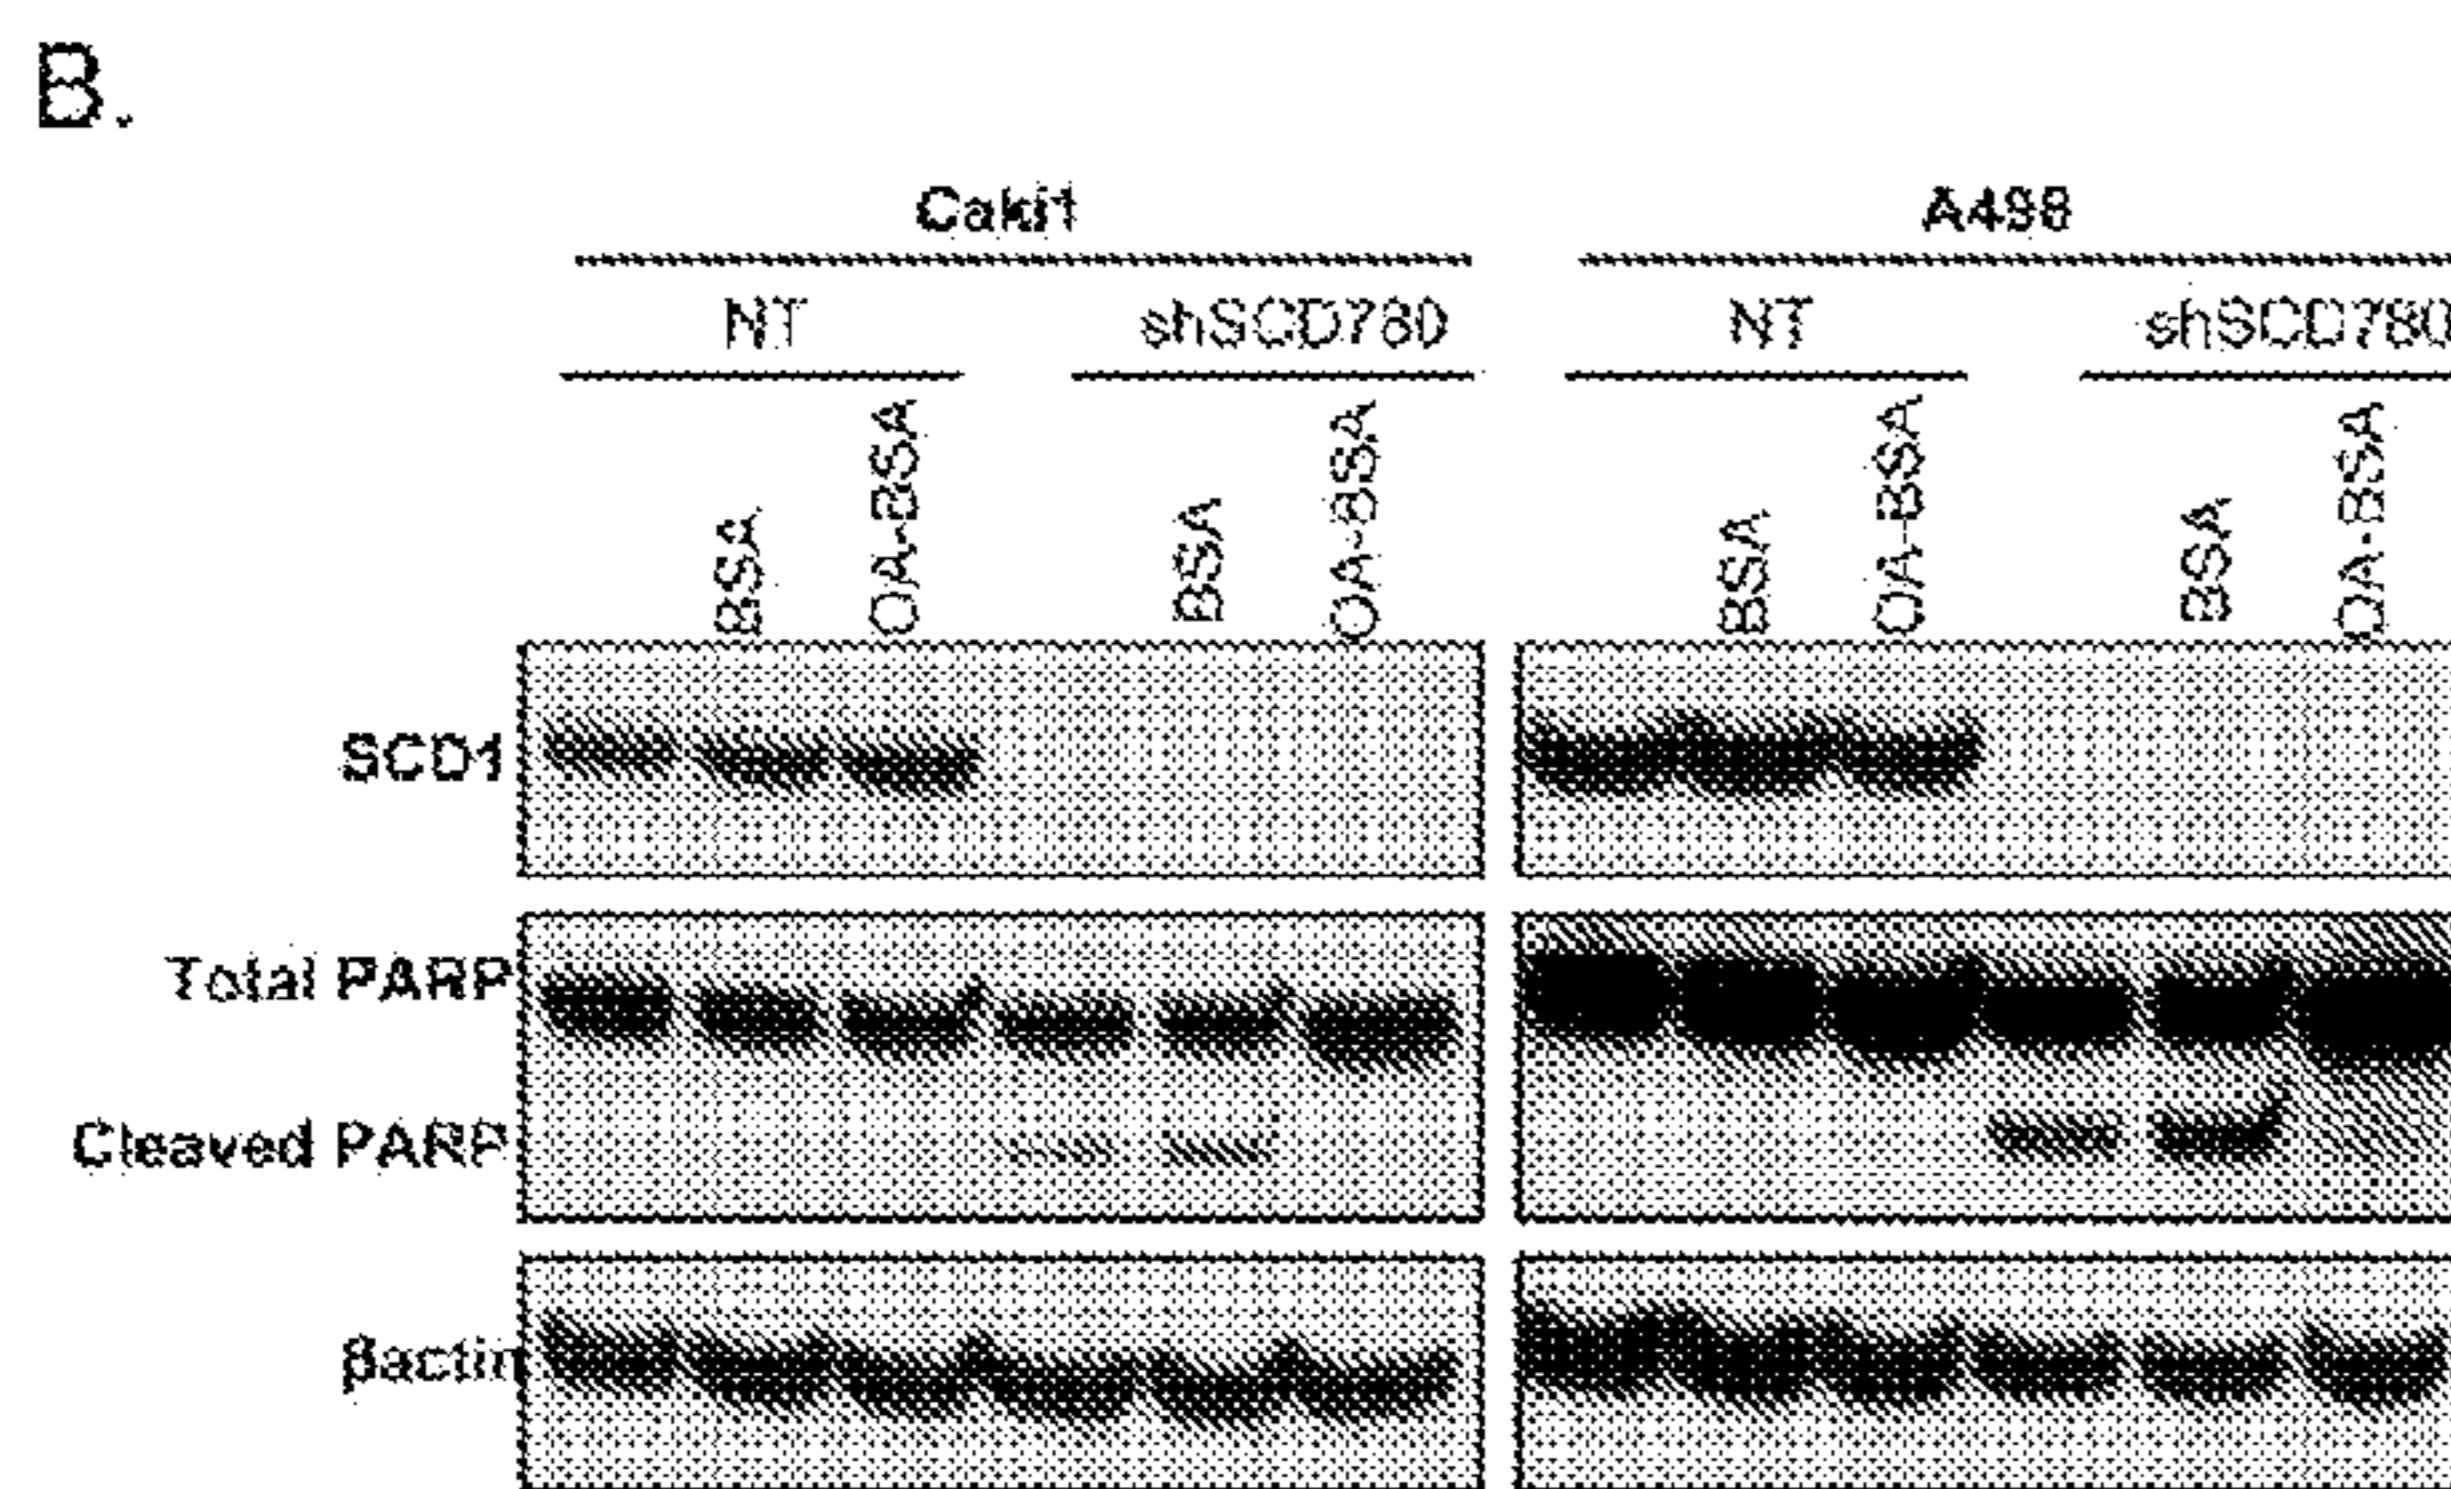 B.
Caki1 A498
NT shSCD780 NT shSCD780
BSA OA-BSA BSA OA-BSA BSA OA-BSA BSA OA-BSA
SCD1
Total PARP
Cleaved PARP
βactin